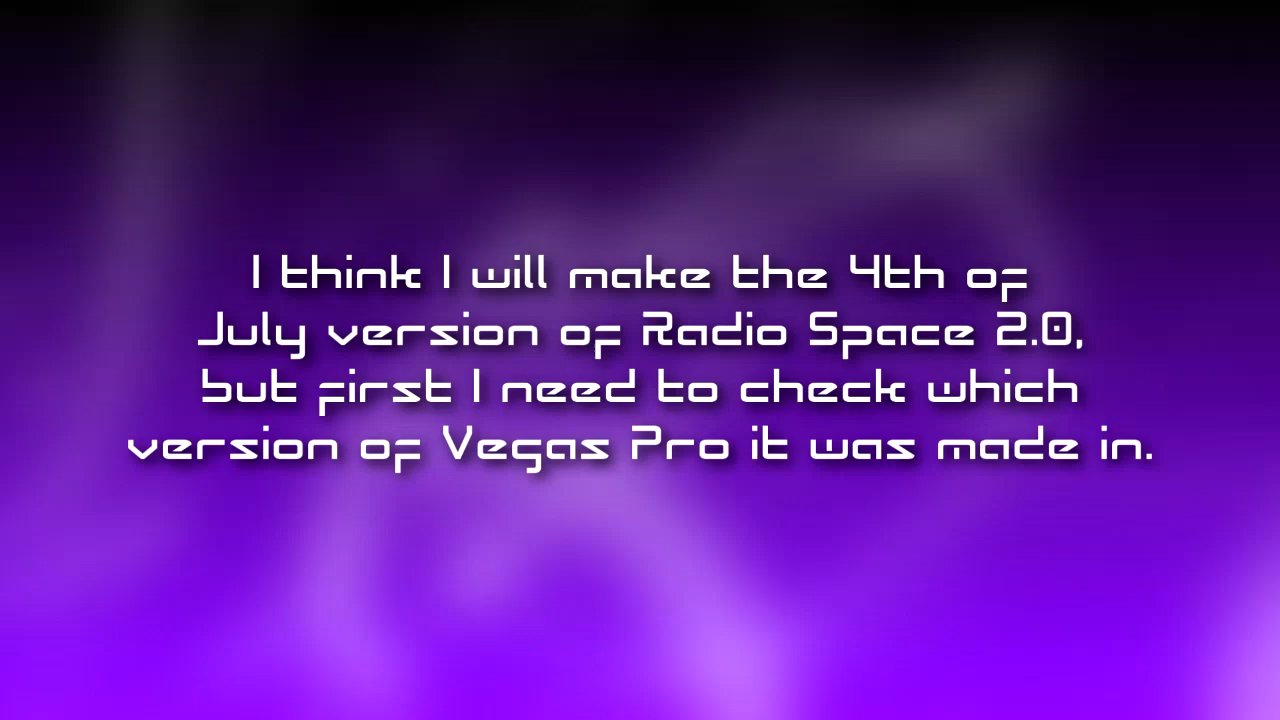 I think I will make the 4th of
July version of Radio Space 2.0,
but first I need to check which
version of Vegas Pro it was made in.